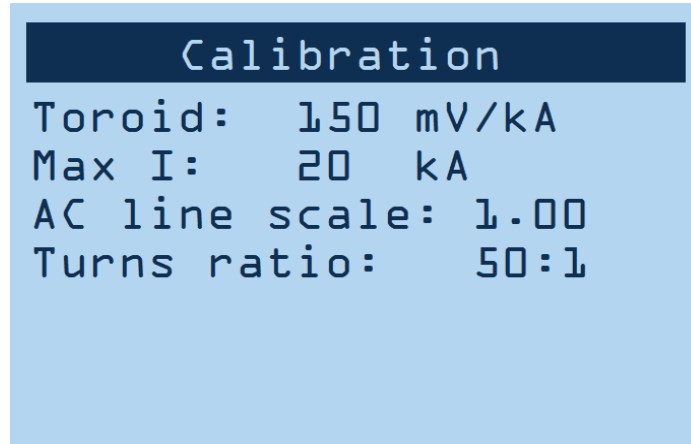 Calibration
Toroid: 150 mV/kA
Max I: 20 kA
AC line scale: 1.00
Turns ratio: 50:1